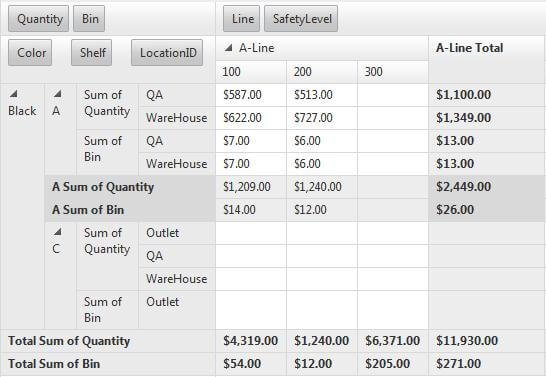 Quantity Bin Line SafetyLevel
Color Shelf LocationID A-Line A-Line Total
100 200 300
Black A Sum of Quantity QA $587.00 $513.00 $1,100.00
WareHouse $622.00 $727.00 $1,349.00
Sum of Bin QA $7.00 $6.00 $13.00
WareHouse $7.00 $6.00 $13.00
A Sum of Quantity $1,209.00 $1,240.00 $2,449.00
A Sum of Bin $14.00 $12.00 $26.00
C Sum of Quantity Outlet
QA
WareHouse
Sum of Bin Outlet
Total Sum of Quantity $4,319.00 $1,240.00 $6,371.00 $11,930.00
Total Sum of Bin $54.00 $12.00 $205.00 $271.00